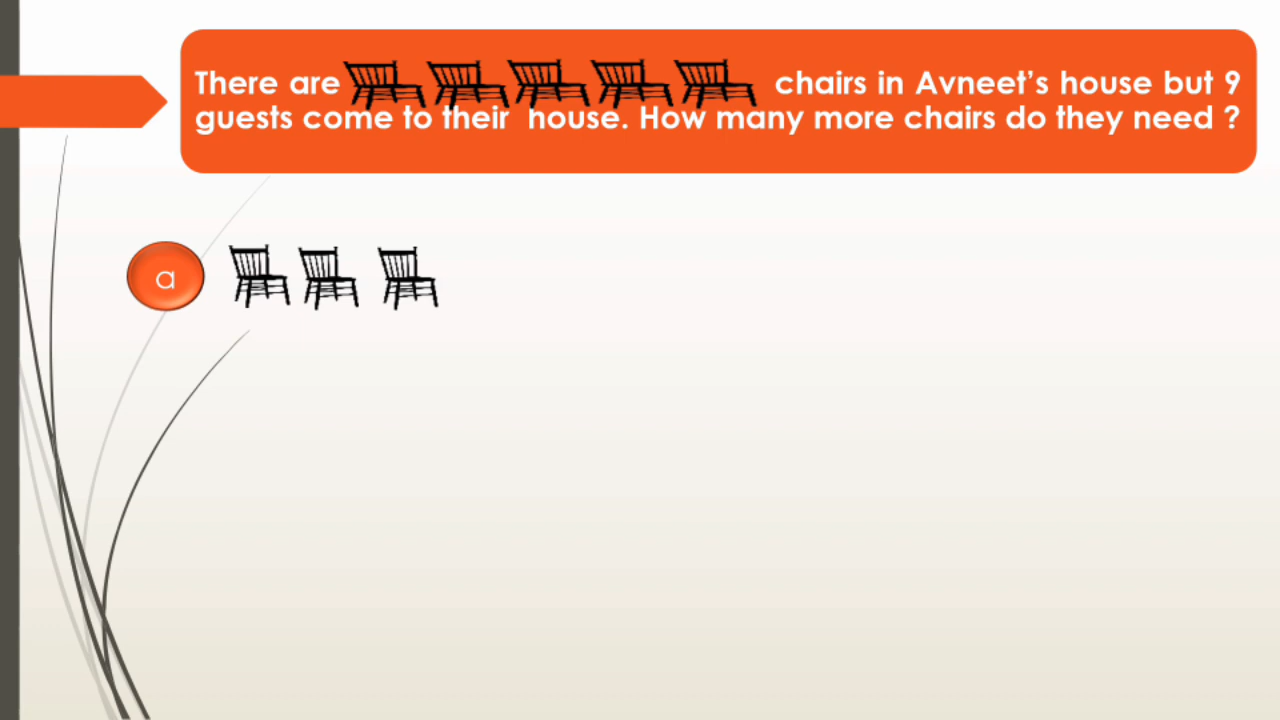 There are chairs in Avneet's house but 9
guests come to their house. How many more chairs do they need ?
a